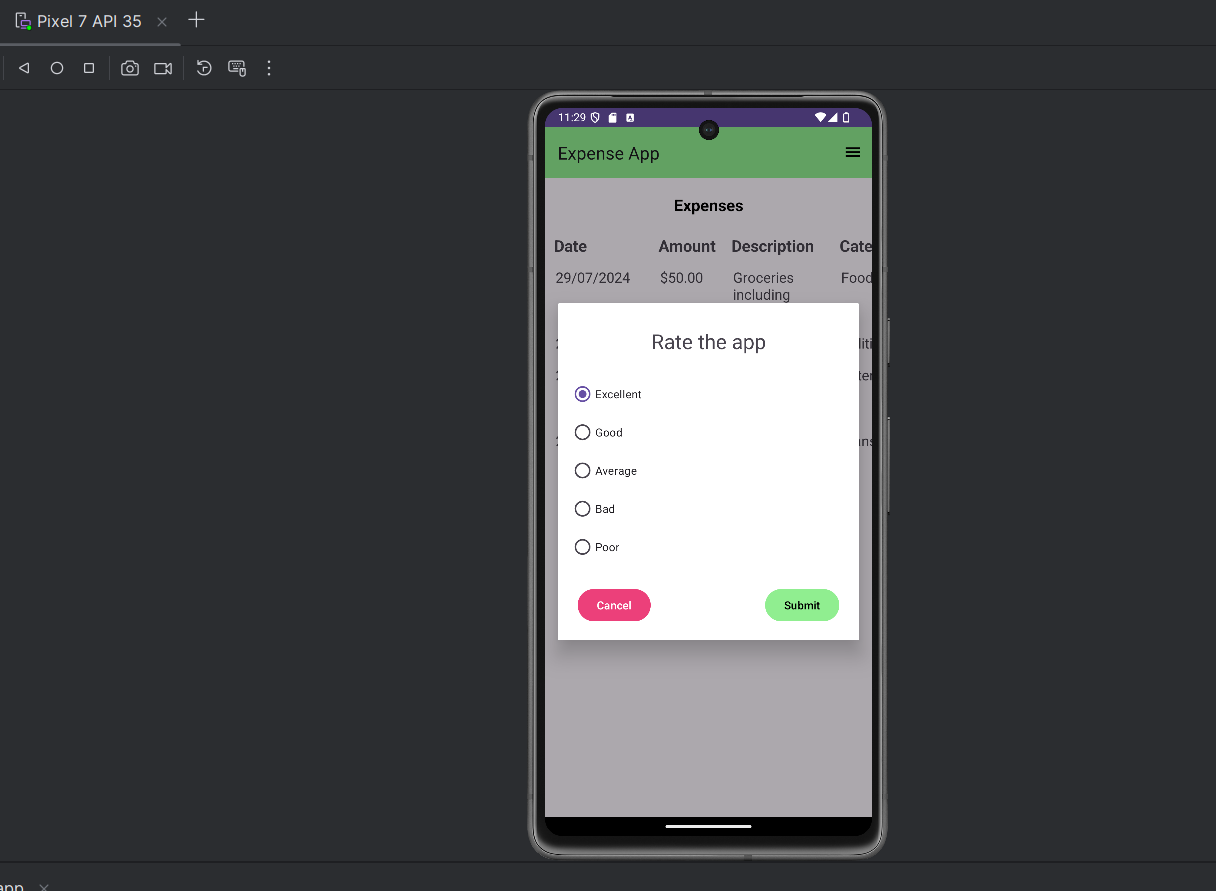 Pixel 7 API 35
11:29
Expense App
Expenses
Date Amount Description Cate
29/07/2024 $50.00 Groceries Food
including
Rate the app
Excellent
Good
Average
Bad
Poor
Cancel Submit
app